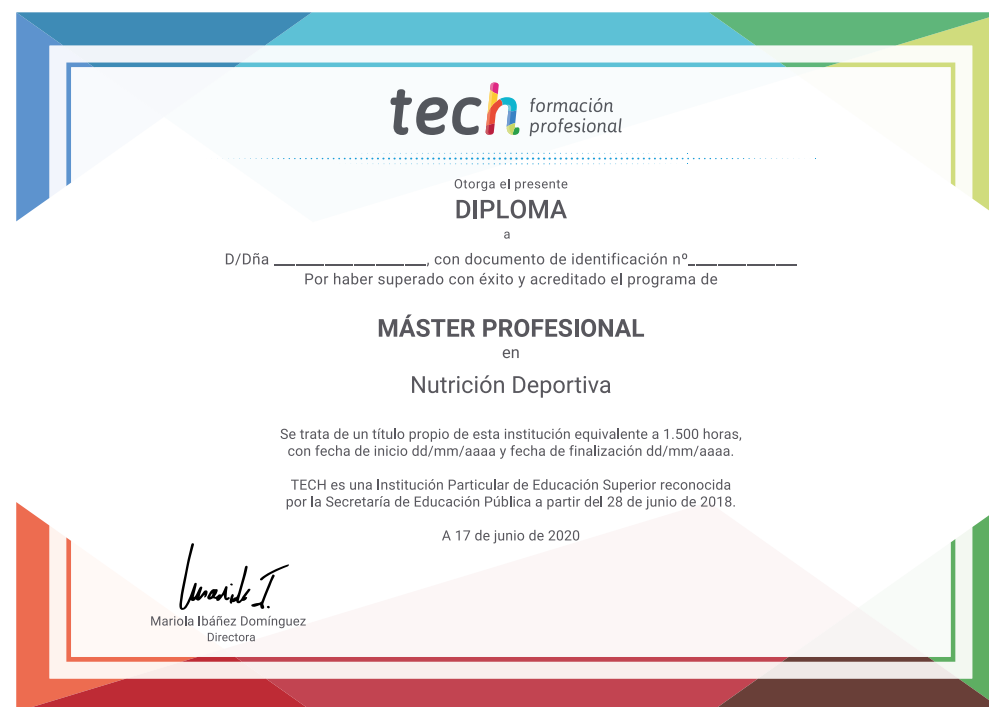 tech formación
profesional
Otorga el presente
DIPLOMA
a
D/Dña ____________________, con documento de identificación nº______________
Por haber superado con éxito y acreditado el programa de
MÁSTER PROFESIONAL
en
Nutrición Deportiva
Se trata de un título propio de esta institución equivalente a 1.500 horas,
con fecha de inicio dd/mm/aaaa y fecha de finalización dd/mm/aaaa.
TECH es una Institución Particular de Educación Superior reconocida
por la Secretaría de Educación Pública a partir del 28 de junio de 2018.
A 17 de junio de 2020
Mariola I.
Mariola Ibáñez Domínguez
Directora